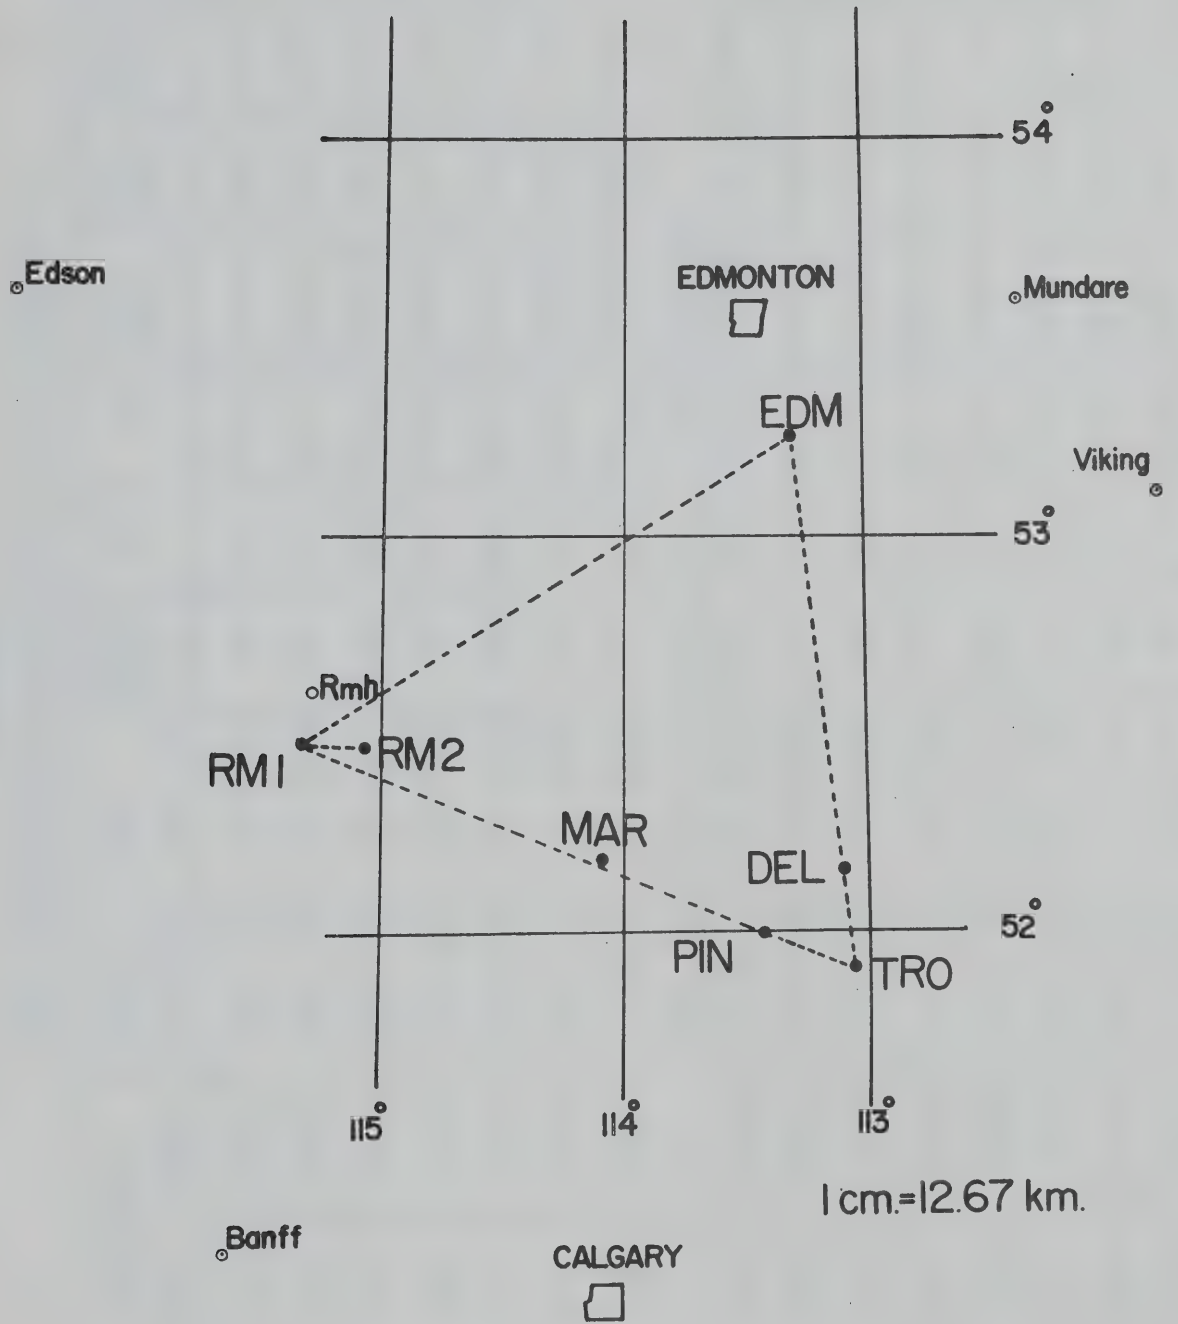 54°
Edson
EDMONTON
Mundare
EDM
Viking
53°
Rmh
RM1
RM2
MAR
DEL
52°
PIN
TRO
115°
114°
113°
1 cm.=12.67 km.
Banff
CALGARY